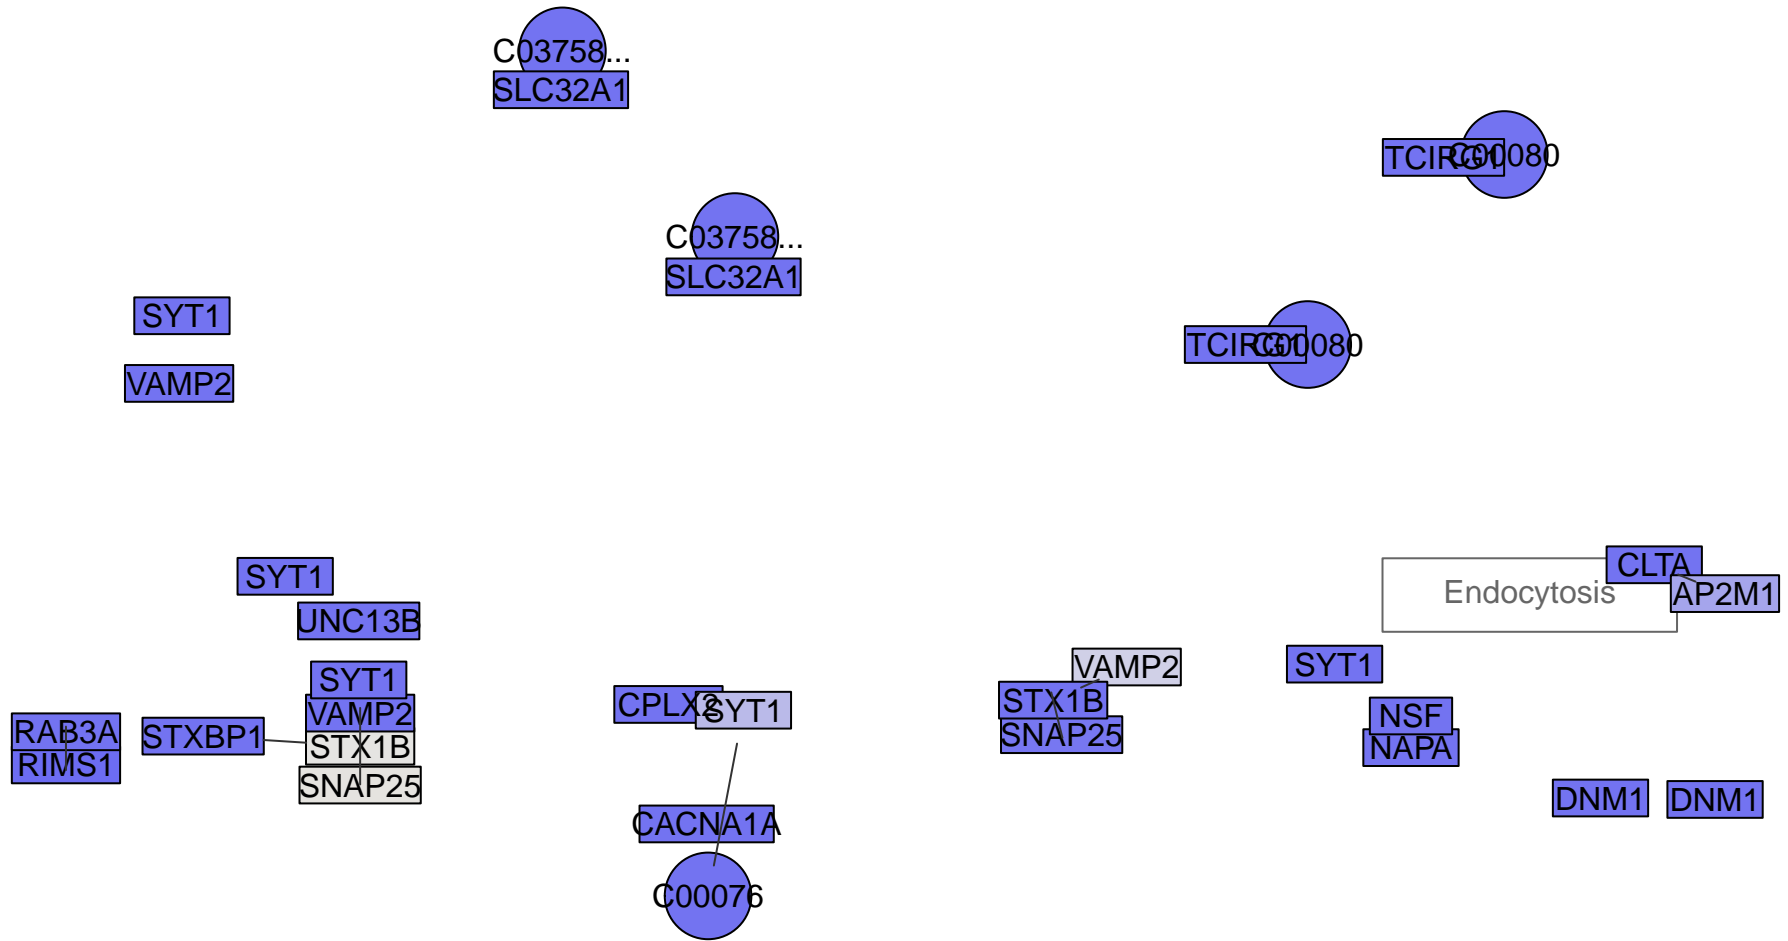 C03758...
SLC32A1
TCIRG1
C00080
C03758...
SLC32A1
SYT1
TCIRG1
C00080
VAMP2
SYT1
CLTA
Endocytosis
AP2M1
UNC13B
SYT1
VAMP2
SYT1
STX1B
CPLX2
SYT1
VAMP2
NSF
RAB3A
STXBP1
STX1B
SNAP25
NAPA
RIMS1
SNAP25
DNM1
DNM1
CACNA1A
C00076